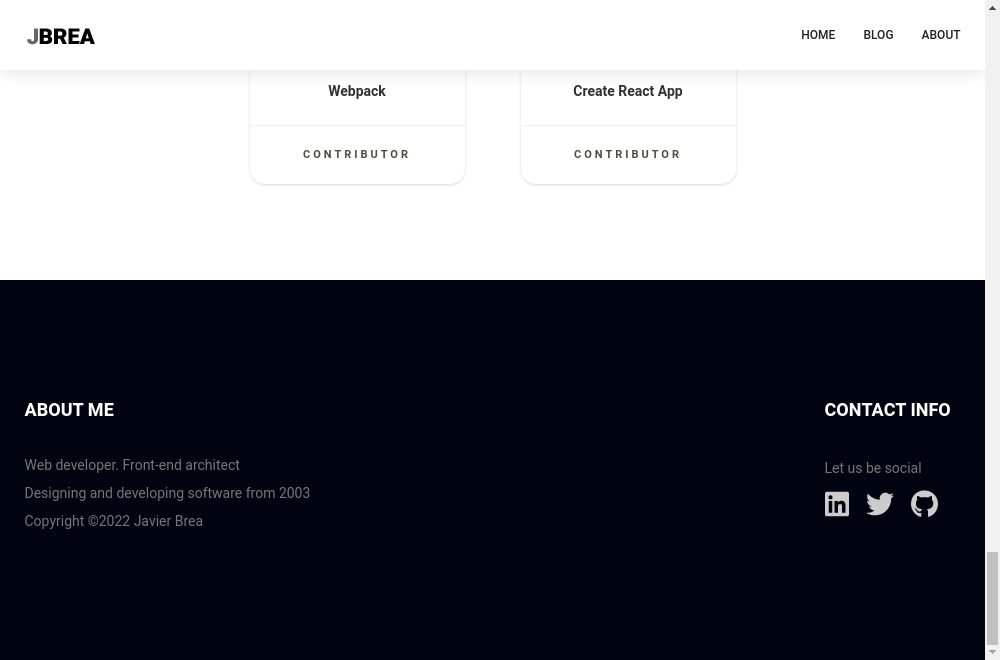 JBREA
HOME BLOG ABOUT
Webpack
Create React App
CONTRIBUTOR
CONTRIBUTOR
ABOUT ME
Web developer. Front-end architect
Designing and developing software from 2003
Copyright ©2022 Javier Brea
CONTACT INFO
Let us be social